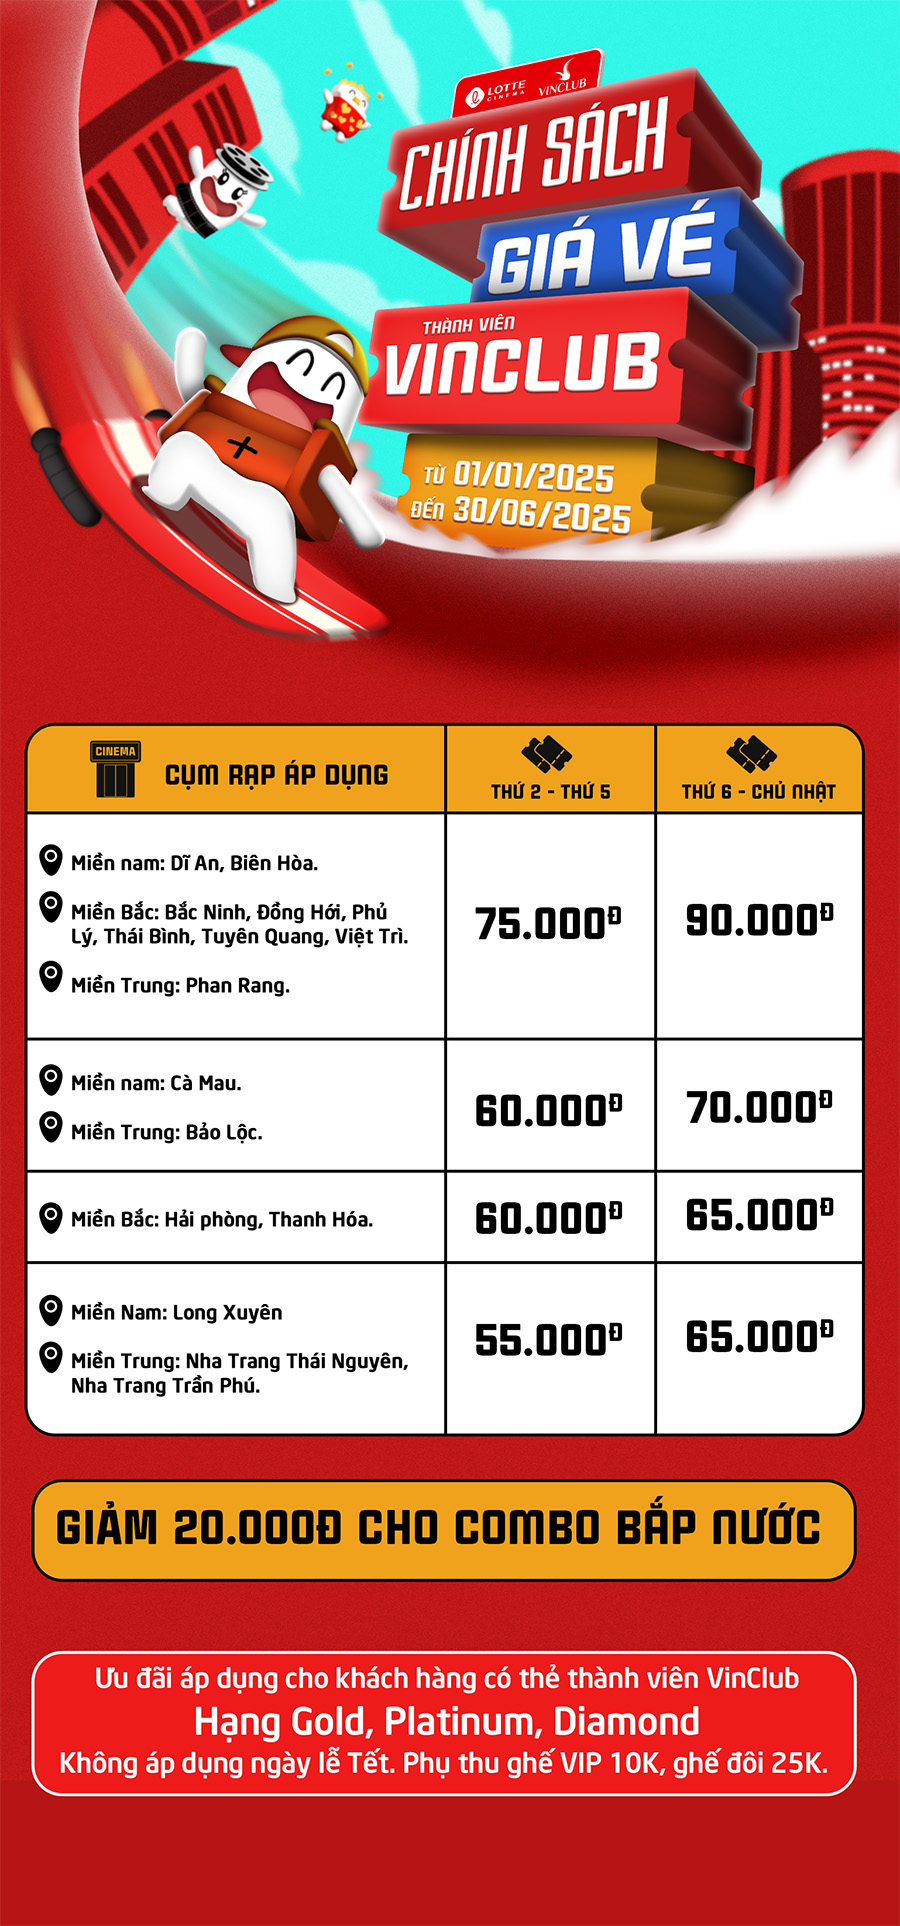 LOTTE
CINEMA
VINCLUB
CHÍNH SÁCH
GIÁ VÉ
THÀNH VIÊN
VINCLUB
TỪ 01/01/2025
ĐẾN 30/06/2025
CINEMA
CỤM RẠP ÁP DỤNG
THỨ 2 - THỨ 5
THỨ 6 - CHỦ NHẬT
Miền nam: Dĩ An, Biên Hòa.
Miền Bắc: Bắc Ninh, Đồng Hới, Phủ
Lý, Thái Bình, Tuyên Quang, Việt Trì.
Miền Trung: Phan Rang.
75.000Đ
90.000Đ
Miền nam: Cà Mau.
Miền Trung: Bảo Lộc.
60.000Đ
70.000Đ
Miền Bắc: Hải phòng, Thanh Hóa.
60.000Đ
65.000Đ
Miền Nam: Long Xuyên
Miền Trung: Nha Trang Thái Nguyên,
Nha Trang Trần Phú.
55.000Đ
65.000Đ
GIẢM 20.000Đ CHO COMBO BẮP NƯỚC
Ưu đãi áp dụng cho khách hàng có thẻ thành viên VinClub
Hạng Gold, Platinum, Diamond
Không áp dụng ngày lễ Tết. Phụ thu ghế VIP 10K, ghế đôi 25K.